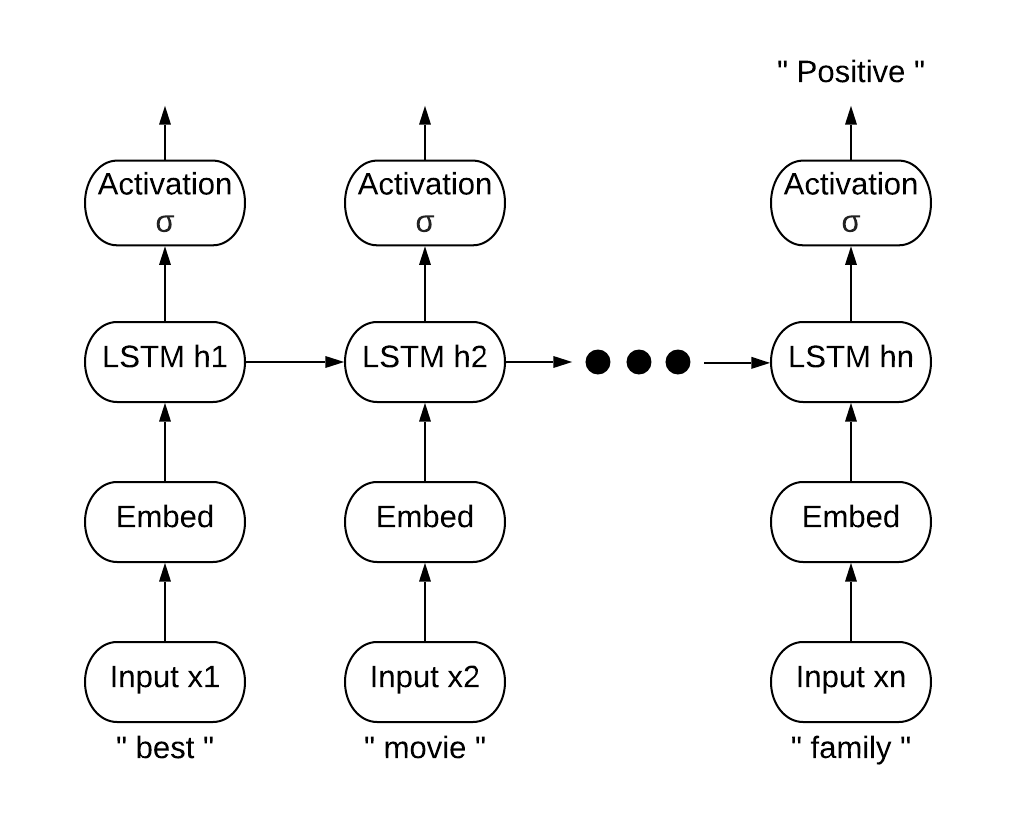 " Positive "
Activation
σ
Activation
σ
Activation
σ
LSTM h1
LSTM h2
LSTM hn
Embed
Embed
Embed
Input x1
Input x2
Input xn
" best "
" movie "
" family "